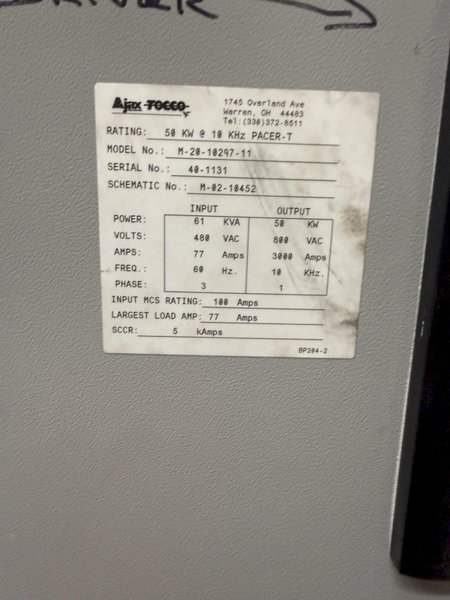 DRIVER
Ajax TOCCO
1745 Overland Ave
Warren, OH 44483
Tel:(330)372-8511
RATING: 50 KW @ 10 KHz PACER-T
MODEL No.: M-20-10297-11
SERIAL No.: 40-1131
SCHEMATIC No.: M-02-10452
INPUT OUTPUT
POWER: 61 KVA 50 KW
VOLTS: 480 VAC 800 VAC
AMPS: 77 Amps 3000 Amps
FREQ.: 60 Hz. 10 KHz.
PHASE: 3 1
INPUT MCS RATING: 100 Amps
LARGEST LOAD AMP: 77 Amps
SCCR: 5 kAmps
BP204-2